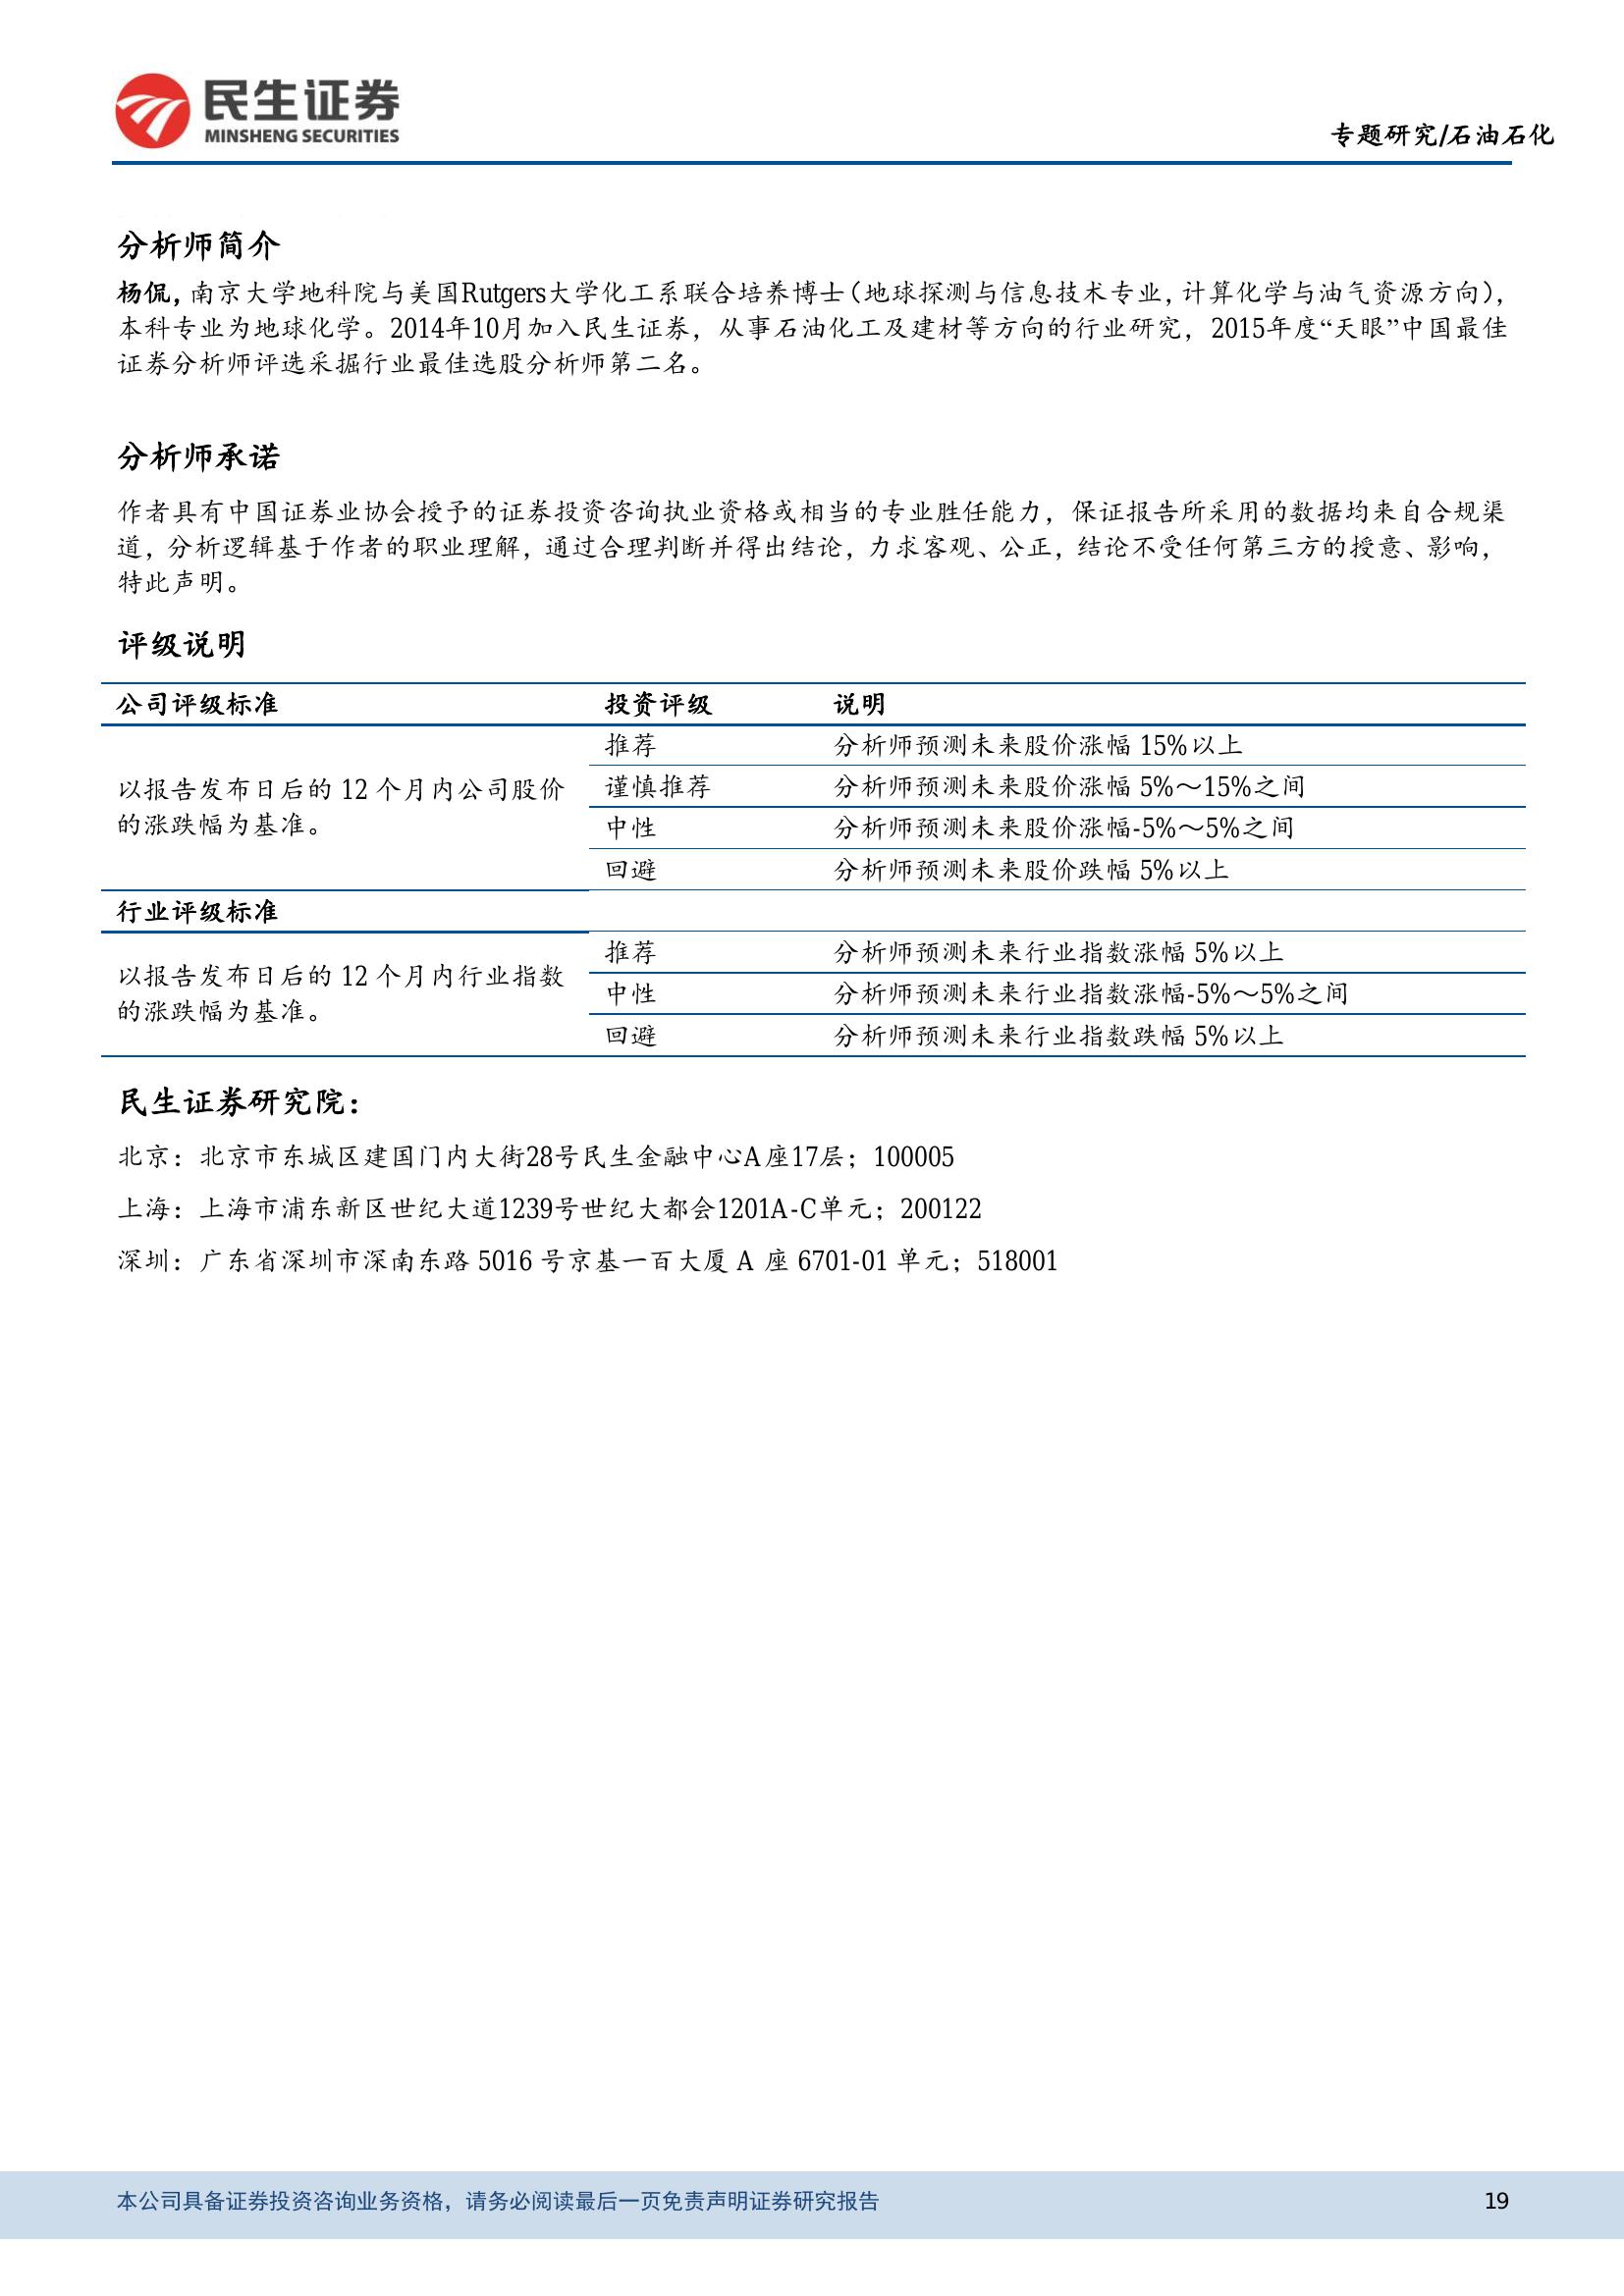 民生证券
MINSHENG SECURITIES
专题研究/石油石化
分析师简介
杨侃，南京大学地科院与美国Rutgers大学化工系联合培养博士（地球探测与信息技术专业，计算化学与油气资源方向），
本科专业为地球化学。2014年10月加入民生证券，从事石油化工及建材等方向的行业研究，2015年度“天眼”中国最佳
证券分析师评选采掘行业最佳选股分析师第二名。
分析师承诺
作者具有中国证券业协会授予的证券投资咨询执业资格或相当的专业胜任能力，保证报告所采用的数据均来自合规渠
道，分析逻辑基于作者的职业理解，通过合理判断并得出结论，力求客观、公正，结论不受任何第三方的授意、影响，
特此声明。
评级说明
公司评级标准 投资评级 说明
以报告发布日后的 12 个月内公司股价
的涨跌幅为基准。
推荐 分析师预测未来股价涨幅 15%以上
谨慎推荐 分析师预测未来股价涨幅 5%～15%之间
中性 分析师预测未来股价涨幅-5%～5%之间
回避 分析师预测未来股价跌幅 5%以上
行业评级标准
以报告发布日后的 12 个月内行业指数
的涨跌幅为基准。
推荐 分析师预测未来行业指数涨幅 5%以上
中性 分析师预测未来行业指数涨幅-5%～5%之间
回避 分析师预测未来行业指数跌幅 5%以上
民生证券研究院：
北京：北京市东城区建国门内大街28号民生金融中心A座17层；100005
上海：上海市浦东新区世纪大道1239号世纪大都会1201A-C单元；200122
深圳：广东省深圳市深南东路 5016 号京基一百大厦 A 座 6701-01 单元；518001
本公司具备证券投资咨询业务资格，请务必阅读最后一页免责声明证券研究报告 19